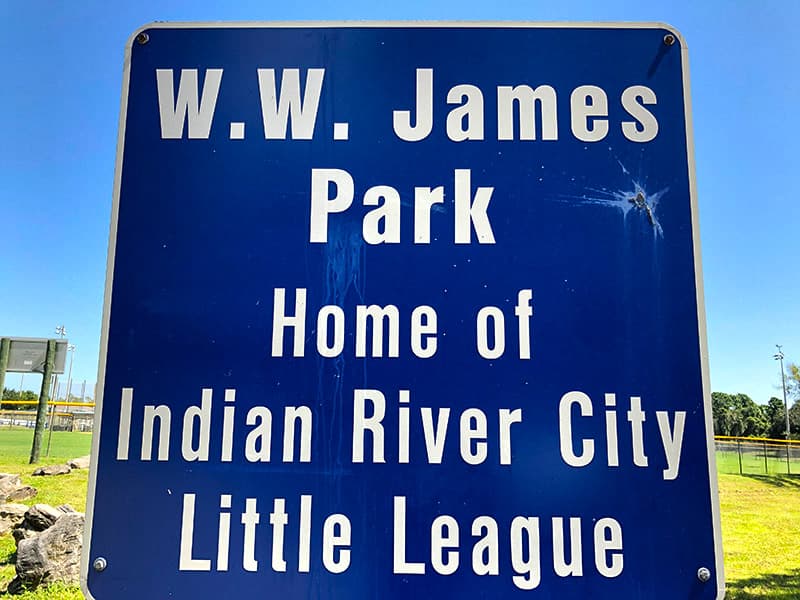 W.W. James
Park
Home of
Indian River City
Little League